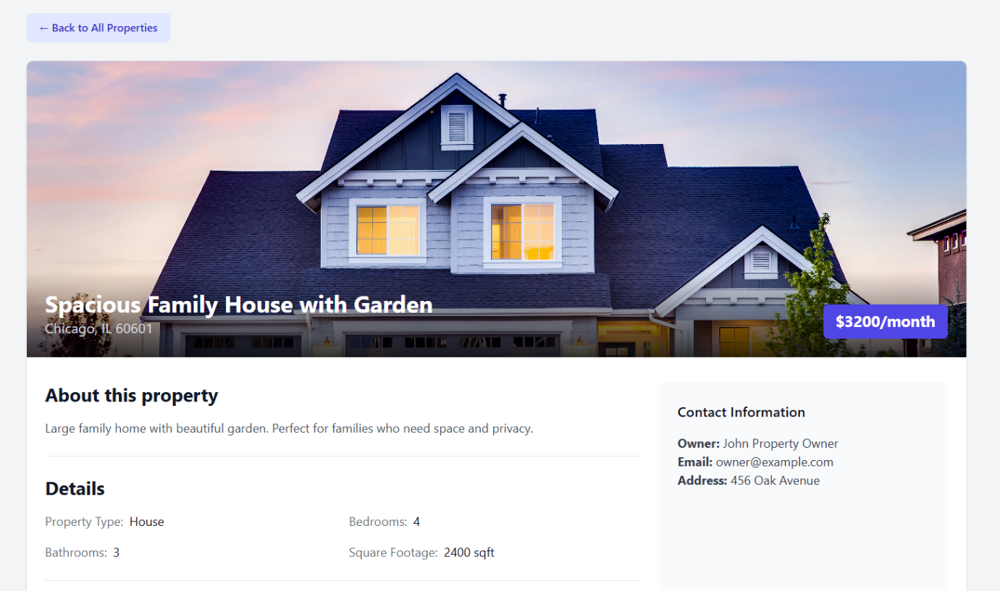 ← Back to All Properties
Spacious Family House with Garden
Chicago, IL 60601
$3200/month
About this property
Large family home with beautiful garden. Perfect for families who need space and privacy.
Details
Property Type: House
Bedrooms: 4
Bathrooms: 3
Square Footage: 2400 sqft
Contact Information
Owner: John Property Owner
Email: owner@example.com
Address: 456 Oak Avenue